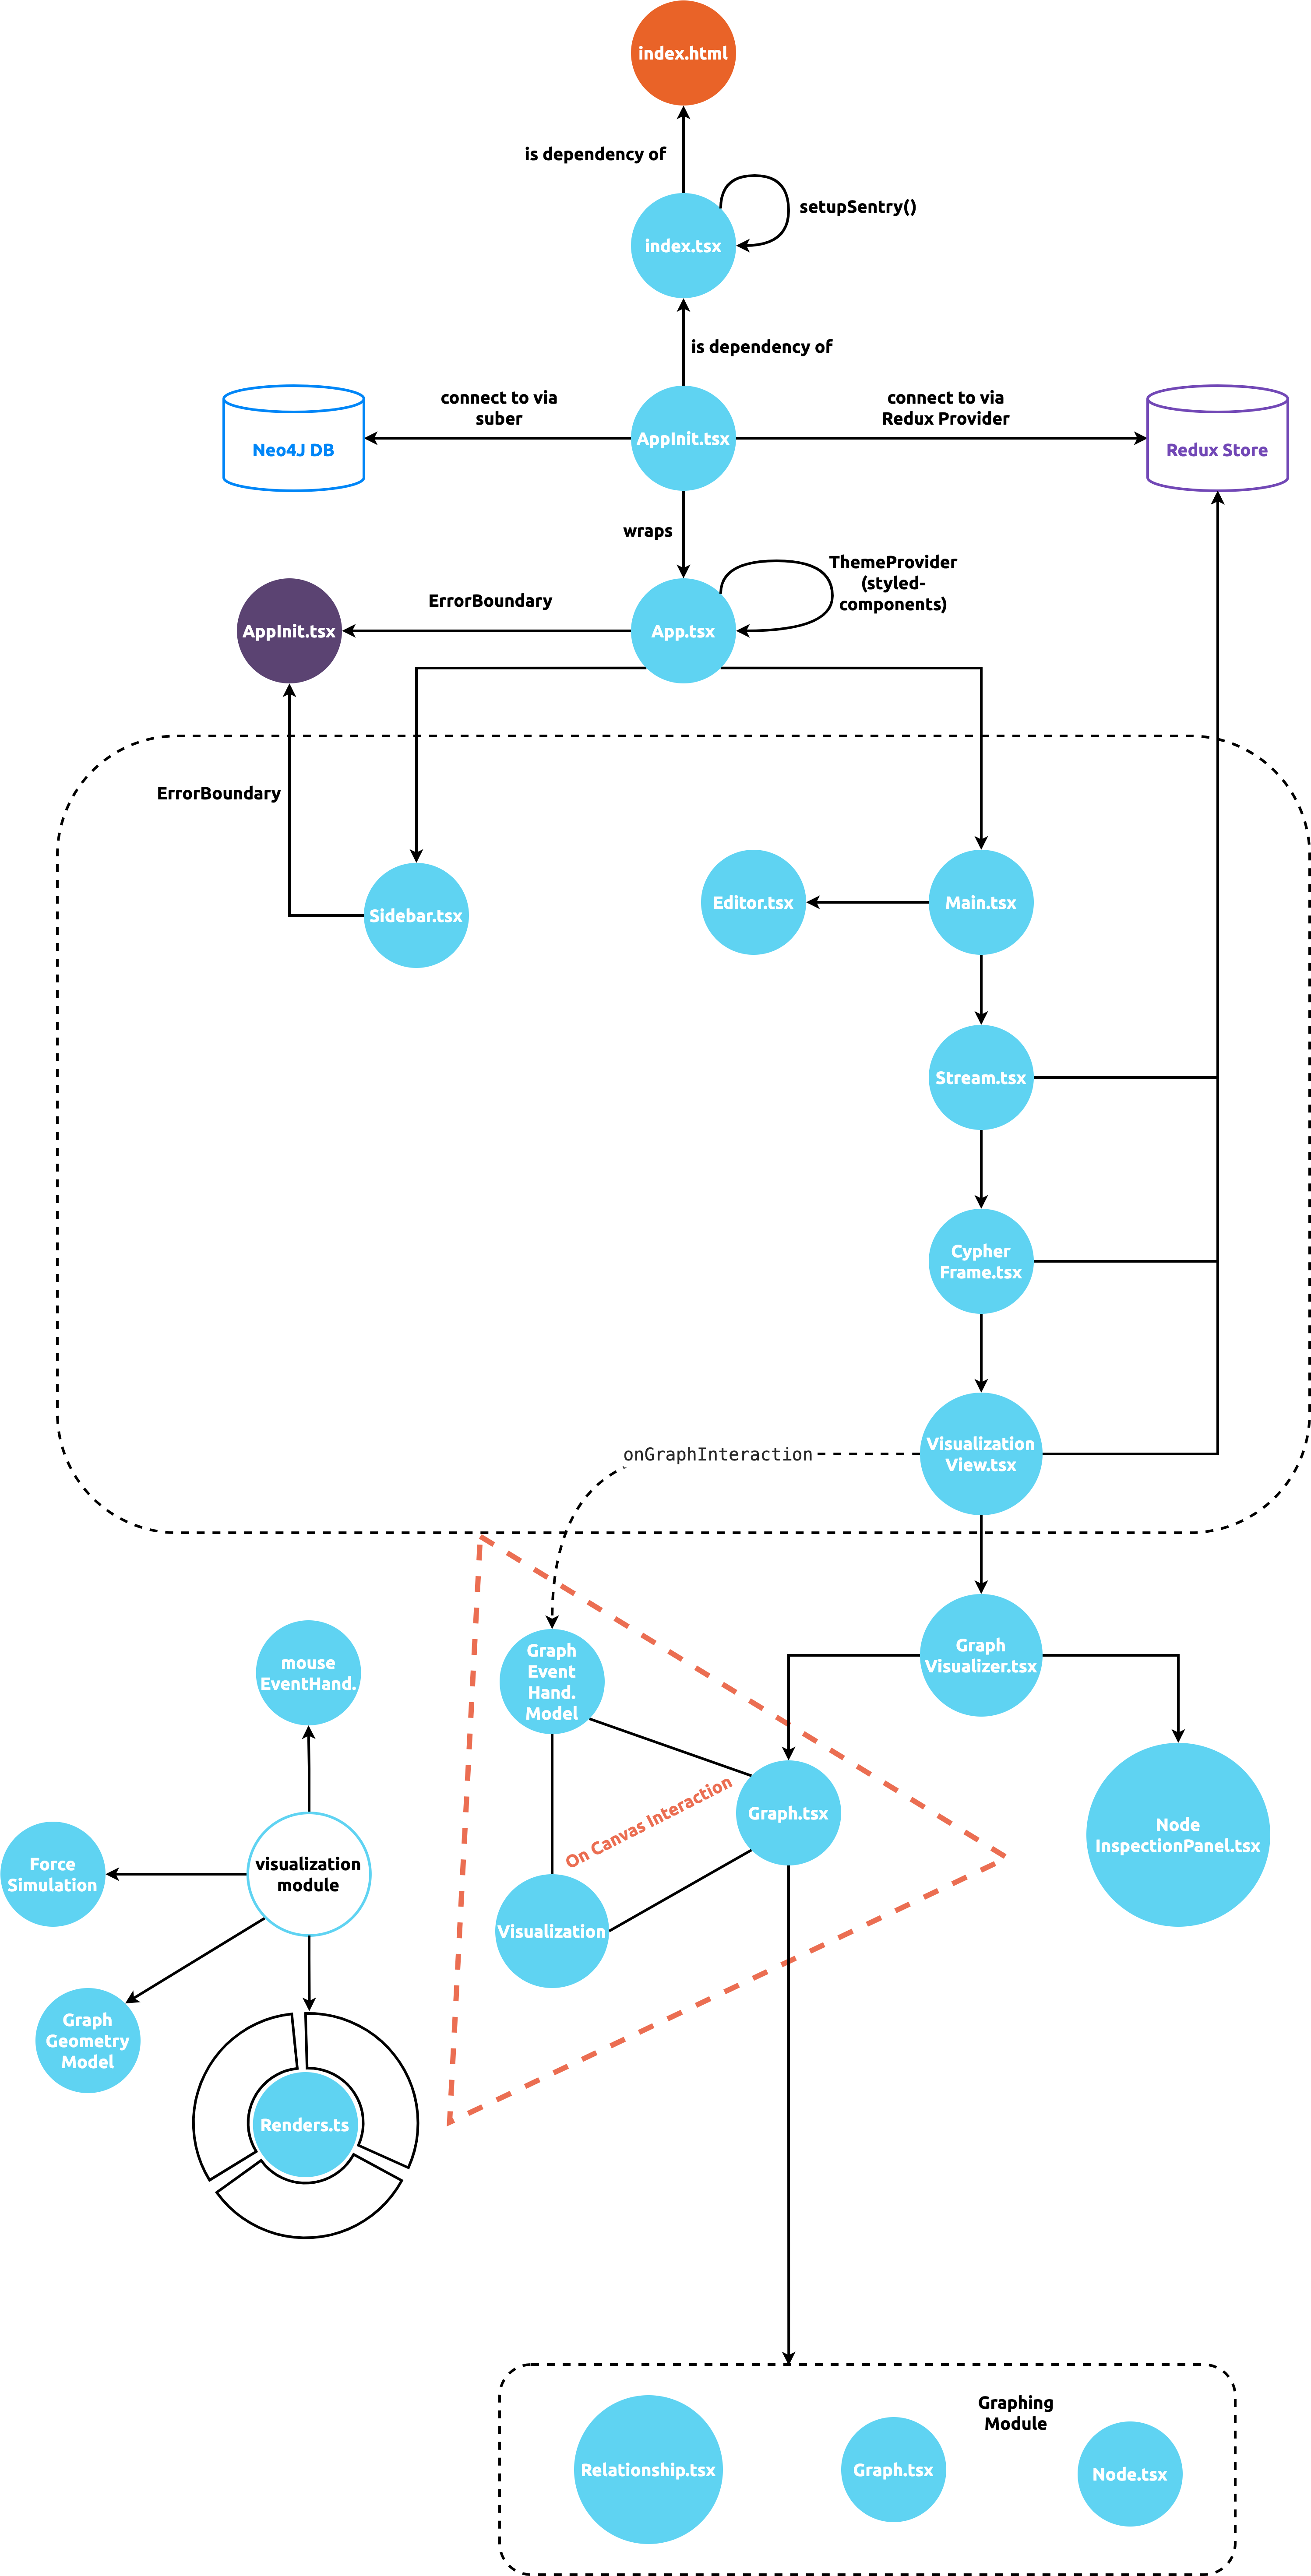 index.html
is dependency of
setupSentry()
index.tsx
is dependency of
connect to via
suber
connect to via
Redux Provider
Neo4J DB
AppInit.tsx
Redux Store
wraps
ThemeProvider
(styled-
components)
ErrorBoundary
AppInit.tsx
App.tsx
ErrorBoundary
Sidebar.tsx
Editor.tsx
Main.tsx
Stream.tsx
Cypher
Frame.tsx
onGraphInteraction
Visualization
View.tsx
mouse
EventHand.
Graph
Event
Hand.
Model
Graph
Visualizer.tsx
On Canvas Interaction
Graph.tsx
Node
InspectionPanel.tsx
Force
Simulation
visualization
module
Visualization
Graph
Geometry
Model
Renders.ts
Graphing
Module
Relationship.tsx
Graph.tsx
Node.tsx